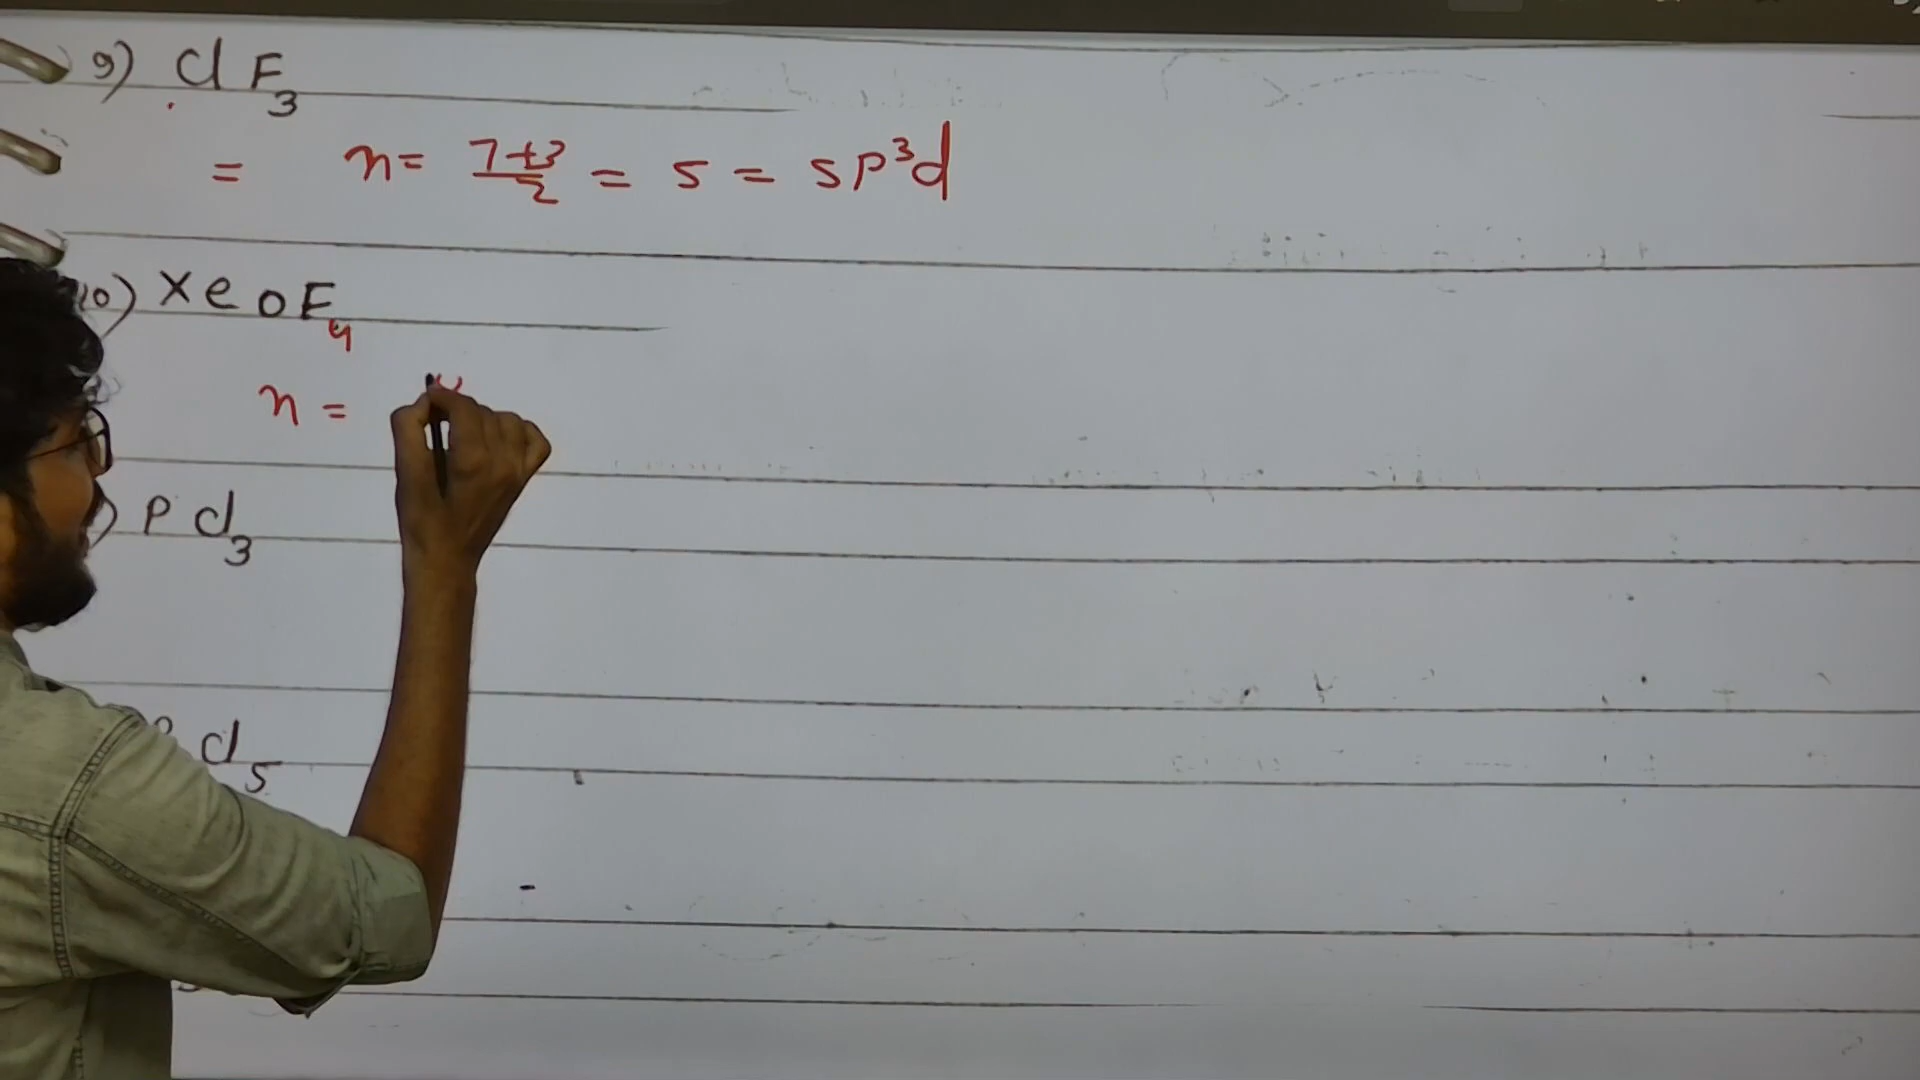 9) ClF₃
= n = 7+3/2 = 5 = sp³d
10) XeOF₄
n =
) PCl₃
Cl₅